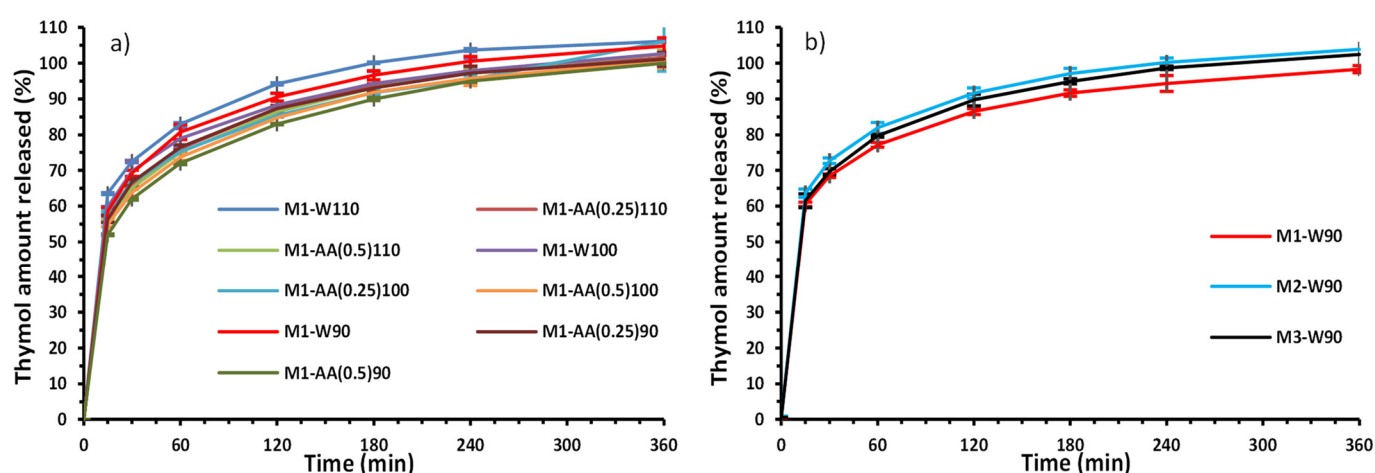 a)
Thymol amount released (%)
110
100
90
80
70
60
50
40
30
20
10
0
M1-W110
M1-AA(0.25)110
M1-AA(0.5)110
M1-W100
M1-AA(0.25)100
M1-AA(0.5)100
M1-W90
M1-AA(0.25)90
M1-AA(0.5)90
0 60 120 180 240 300 360
Time (min)
b)
Thymol amount released (%)
110
100
90
80
70
60
50
40
30
20
10
0
M1-W90
M2-W90
M3-W90
0 60 120 180 240 300 360
Time (min)